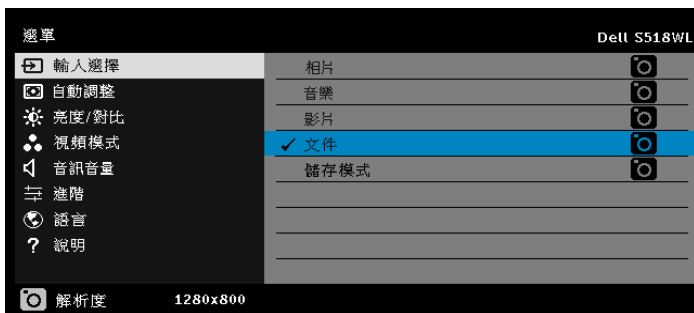 選單 Dell S518WL
輸入選擇
自動調整
亮度/對比
視頻模式
音訊音量
進階
語言
? 說明
相片
音樂
影片
✓ 文件
儲存模式
解析度 1280x800